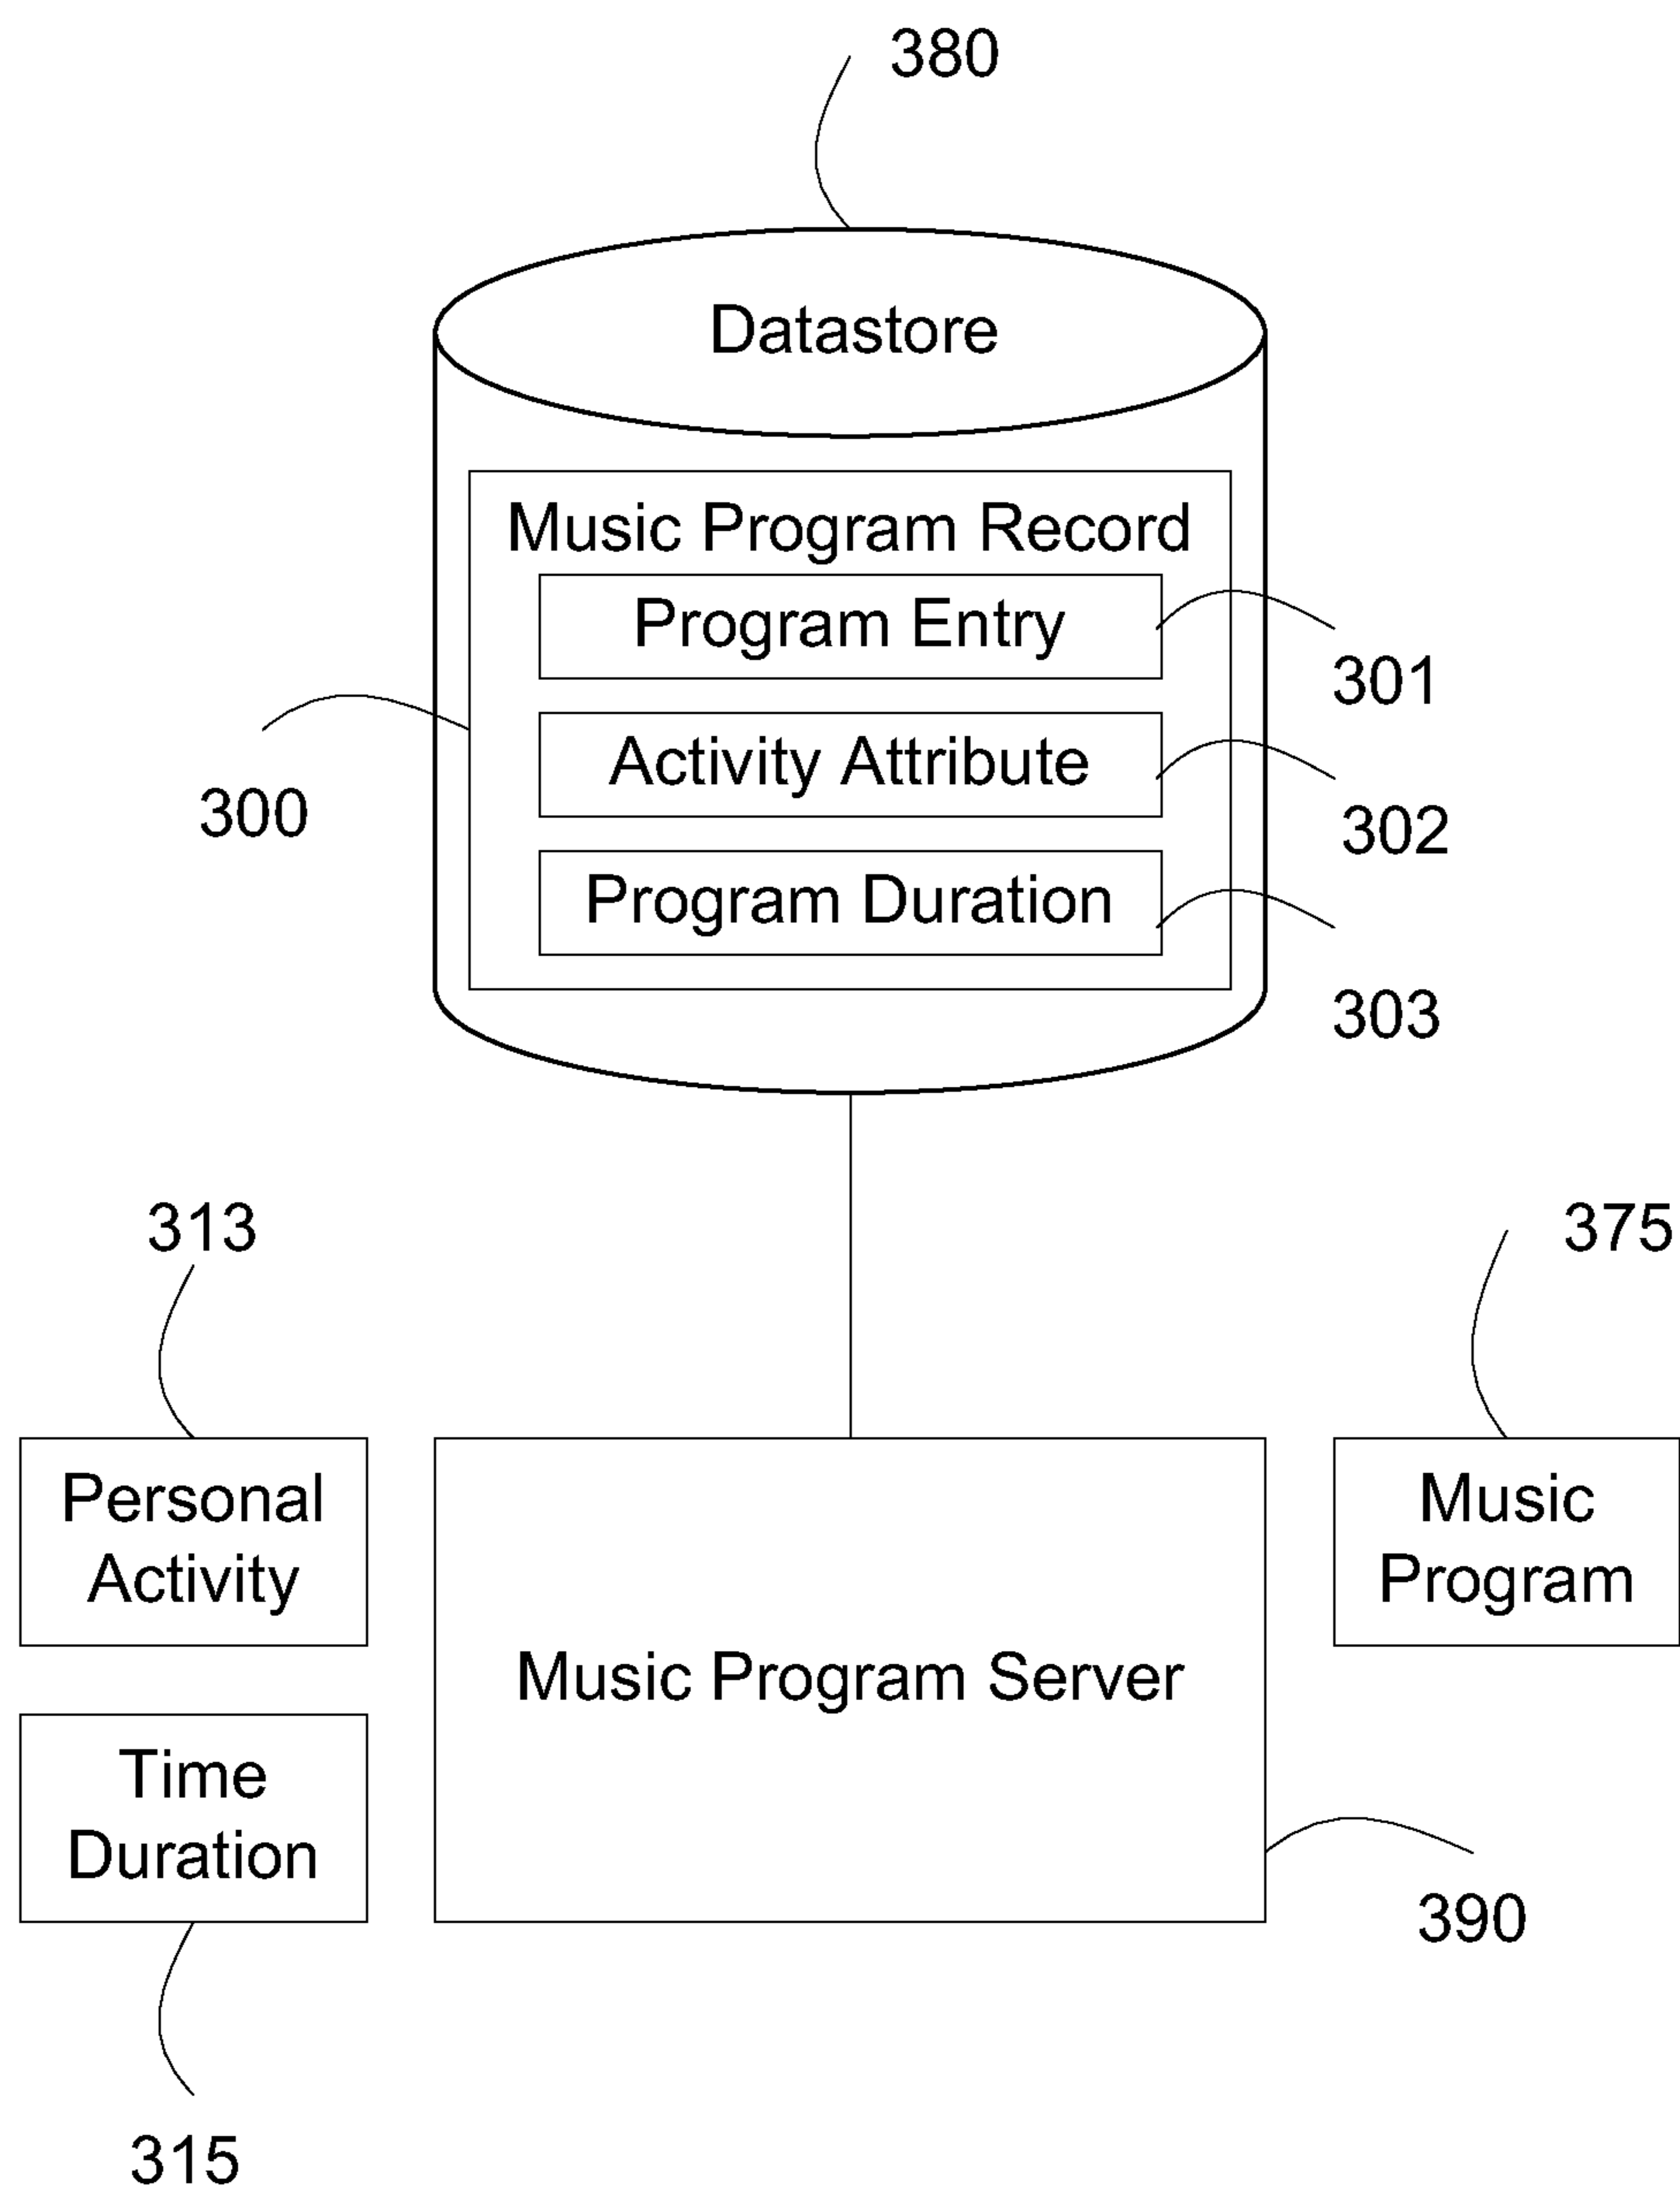 380
Datastore
Music Program Record
Program Entry
301
Activity Attribute
300
302
Program Duration
303
313
375
Personal
Activity
Music
Program
Music Program Server
Time
Duration
390
315